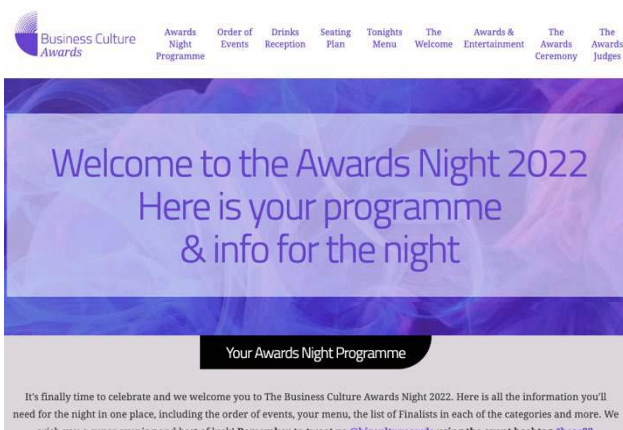 Business Culture
Awards
Awards Night Programme
Order of Events
Drinks Reception
Seating Plan
Tonights Menu
The Welcome
Awards & Entertainment
The Awards Ceremony
The Awards Judges
Welcome to the Awards Night 2022
Here is your programme
& info for the night
Your Awards Night Programme
It's finally time to celebrate and we welcome you to The Business Culture Awards Night 2022. Here is all the information you'll
need for the night in one place, including the order of events, your menu, the list of Finalists in each of the categories and more. We